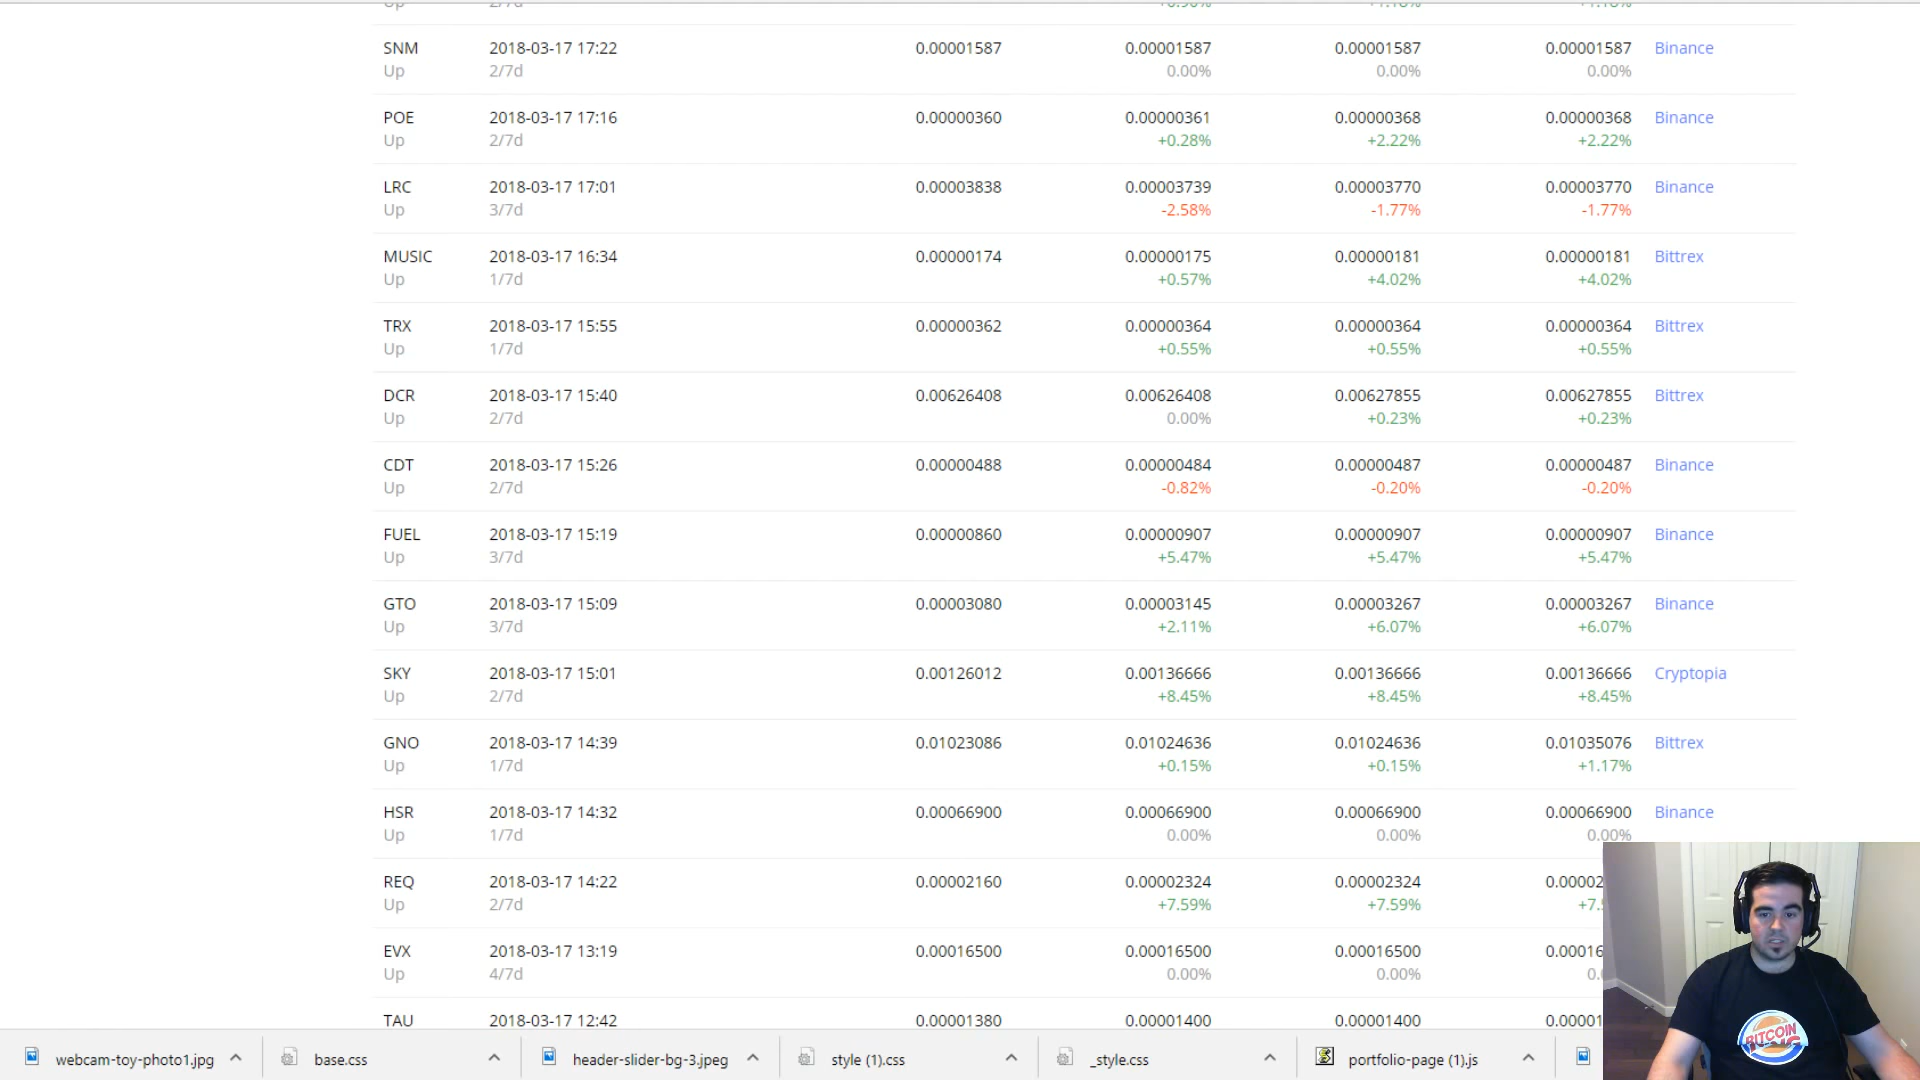 SNM 2018-03-17 17:22 0.00001587 0.00001587 0.00001587 0.00001587 Binance
Up 2/7d 0.00% 0.00% 0.00%
POE 2018-03-17 17:16 0.00000360 0.00000361 0.00000368 0.00000368 Binance
Up 2/7d +0.28% +2.22% +2.22%
LRC 2018-03-17 17:01 0.00003838 0.00003739 0.00003770 0.00003770 Binance
Up 3/7d -2.58% -1.77% -1.77%
MUSIC 2018-03-17 16:34 0.00000174 0.00000175 0.00000181 0.00000181 Bittrex
Up 1/7d +0.57% +4.02% +4.02%
TRX 2018-03-17 15:55 0.00000362 0.00000364 0.00000364 0.00000364 Bittrex
Up 1/7d +0.55% +0.55% +0.55%
DCR 2018-03-17 15:40 0.00626408 0.00626408 0.00627855 0.00627855 Bittrex
Up 2/7d 0.00% +0.23% +0.23%
CDT 2018-03-17 15:26 0.00000488 0.00000484 0.00000487 0.00000487 Binance
Up 2/7d -0.82% -0.20% -0.20%
FUEL 2018-03-17 15:19 0.00000860 0.00000907 0.00000907 0.00000907 Binance
Up 3/7d +5.47% +5.47% +5.47%
GTO 2018-03-17 15:09 0.00003080 0.00003145 0.00003267 0.00003267 Binance
Up 3/7d +2.11% +6.07% +6.07%
SKY 2018-03-17 15:01 0.00126012 0.00136666 0.00136666 0.00136666 Cryptopia
Up 2/7d +8.45% +8.45% +8.45%
GNO 2018-03-17 14:39 0.01023086 0.01024636 0.01024636 0.01035076 Bittrex
Up 1/7d +0.15% +0.15% +1.17%
HSR 2018-03-17 14:32 0.00066900 0.00066900 0.00066900 0.00066900 Binance
Up 1/7d 0.00% 0.00% 0.00%
REQ 2018-03-17 14:22 0.00002160 0.00002324 0.00002324 0.00002
Up 2/7d +7.59% +7.59%
EVX 2018-03-17 13:19 0.00016500 0.00016500 0.00016500 0.00016
Up 4/7d 0.00% 0.00%
TAU 2018-03-17 12:42 0.00001380 0.00001400 0.00001400 0.00001
BITCOIN
KING
webcam-toy-photo1.jpg base.css header-slider-bg-3.jpeg style (1).css _style.css portfolio-page (1).js